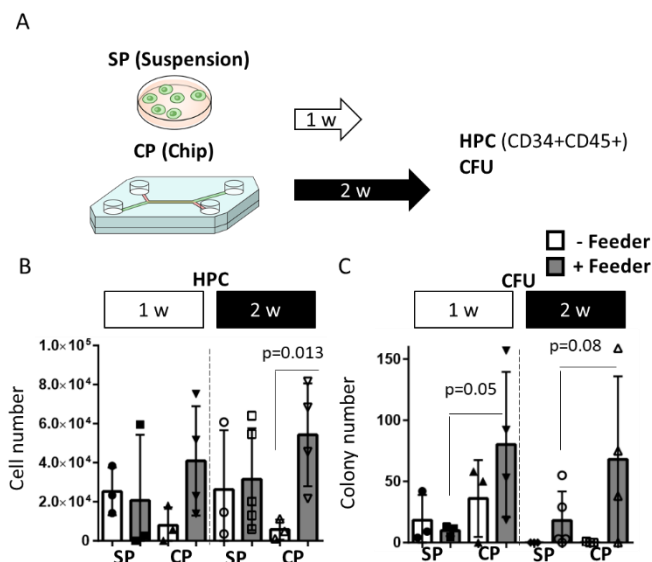 A
SP (Suspension)
1 w
CP (Chip)
HPC (CD34+CD45+)
CFU
2 w
- Feeder
+ Feeder
B
HPC
1 w
2 w
1.0×10⁵
8.0×10⁴
6.0×10⁴
4.0×10⁴
2.0×10⁴
0
Cell number
p=0.013
SP
CP
SP
CP
C
CFU
1 w
2 w
150
100
50
0
Colony number
p=0.05
p=0.08
SP
CP
SP
CP